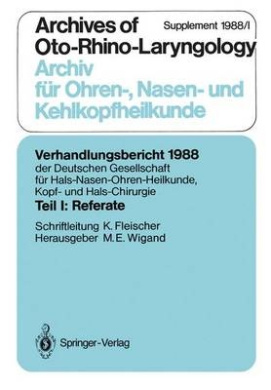 Archives of Supplement 1988/I
Oto-Rhino-Laryngology
Archiv
für Ohren-, Nasen- und
Kehlkopfheilkunde
Verhandlungsbericht 1988
der Deutschen Gesellschaft
für Hals-Nasen-Ohren-Heilkunde,
Kopf- und Hals-Chirurgie
Teil I: Referate
Schriftleitung K. Fleischer
Herausgeber M. E. Wigand
Springer-Verlag